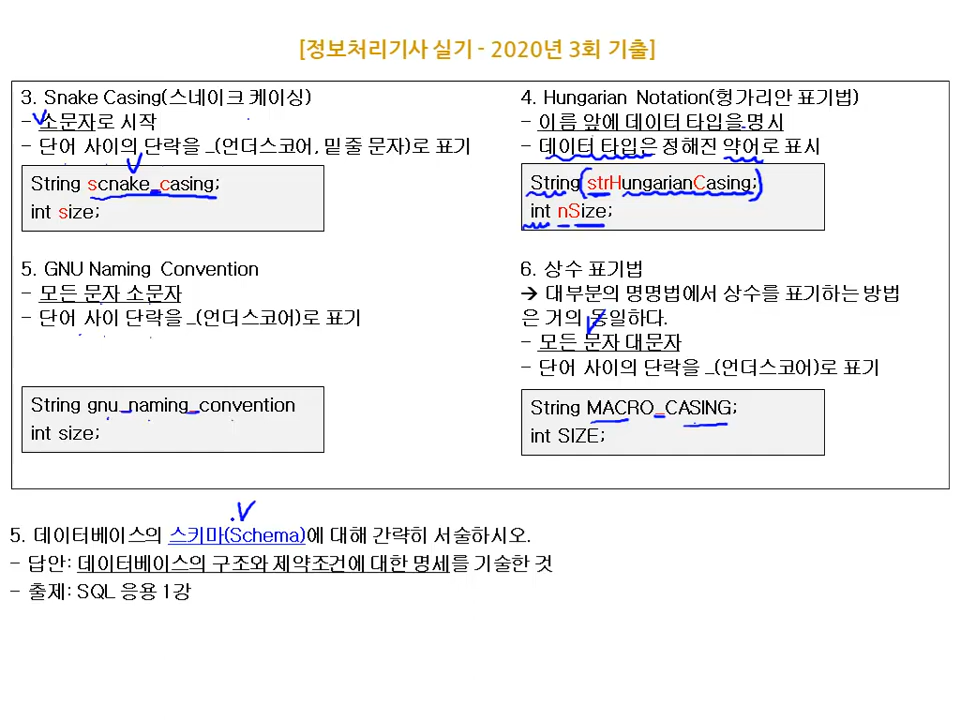 [정보처리기사 실기 - 2020년 3회 기출]
3. Snake Casing(스네이크 케이싱)
- 소문자로 시작
- 단어 사이의 단락을 _(언더스코어, 밑줄 문자)로 표기
String scnake_casing;
int size;
4. Hungarian Notation(헝가리안 표기법)
- 이름 앞에 데이터 타입을 명시
- 데이터 타입은 정해진 약어로 표시
String strHungarianCasing;
int nSize;
5. GNU Naming Convention
- 모든 문자 소문자
- 단어 사이 단락을 _(언더스코어)로 표기
String gnu_naming_convention
int size;
6. 상수 표기법
→ 대부분의 명명법에서 상수를 표기하는 방법
은 거의 동일하다.
- 모든 문자 대문자
- 단어 사이의 단락을 _(언더스코어)로 표기
String MACRO_CASING;
int SIZE;
5. 데이터베이스의 스키마(Schema)에 대해 간략히 서술하시오.
- 답안: 데이터베이스의 구조와 제약조건에 대한 명세를 기술한 것
- 출제: SQL 응용 1강